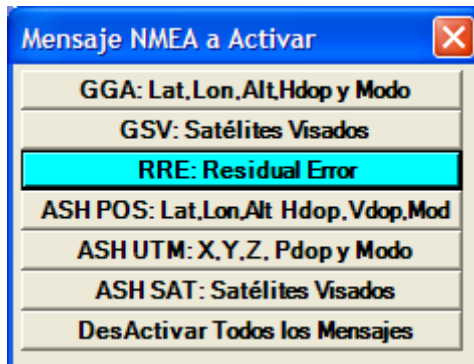 Mensaje NMEA a Activar
GGA: Lat,Lon,Alt,Hdop y Modo
GSV: Satélites Visados
RRE: Residual Error
ASH POS: Lat,Lon,Alt Hdop,Vdop,Mod
ASH UTM: X,Y,Z, Pdop y Modo
ASH SAT: Satélites Visados
DesActivar Todos los Mensajes